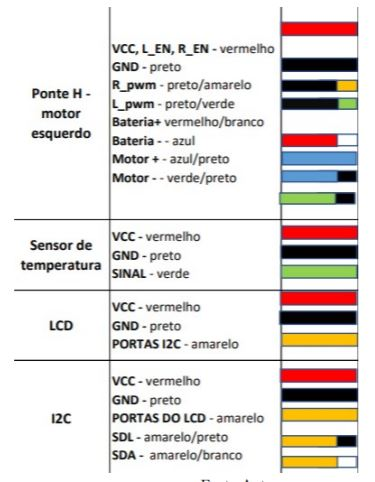 Ponte H -
motor
esquerdo
VCC, L_EN, R_EN - vermelho
GND - preto
R_pwm - preto/amarelo
L_pwm - preto/verde
Bateria+ vermelho/branco
Bateria - - azul
Motor + - azul/preto
Motor - - verde/preto
Sensor de
temperatura
VCC - vermelho
GND - preto
SINAL - verde
LCD
VCC - vermelho
GND - preto
PORTAS I2C - amarelo
I2C
VCC - vermelho
GND - preto
PORTAS DO LCD - amarelo
SDL - amarelo/preto
SDA - amarelo/branco